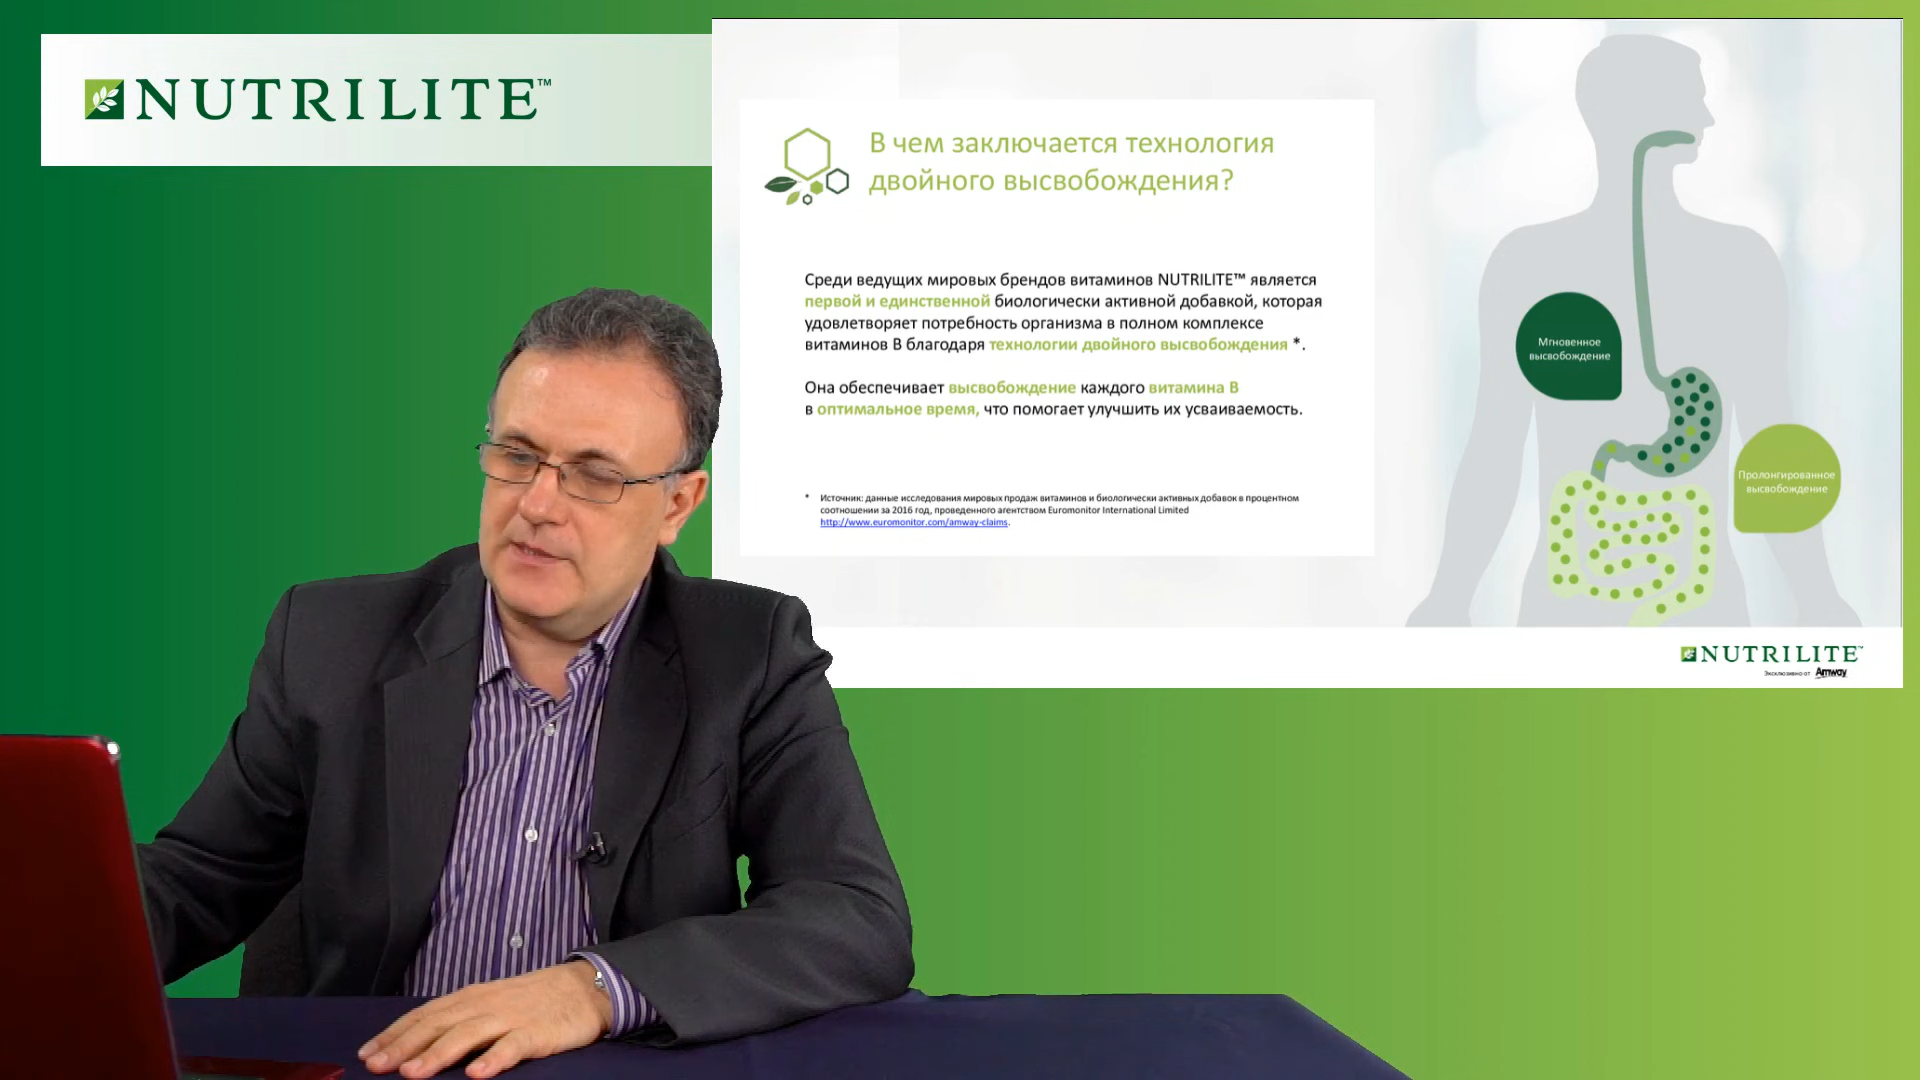 NUTRILITE™
В чем заключается технология
двойного высвобождения?
Среди ведущих мировых брендов витаминов NUTRILITE™ является
первой и единственной биологически активной добавкой, которая
удовлетворяет потребность организма в полном комплексе
витаминов В благодаря технологии двойного высвобождения *.
Она обеспечивает высвобождение каждого витамина В
в оптимальное время, что помогает улучшить их усваиваемость.
* Источник: данные исследования мировых продаж витаминов и биологически активных добавок в процентном
соотношении за 2016 год, проведенного агентством Euromonitor International Limited
http://www.euromonitor.com/amway-claims.
Мгновенное
высвобождение
Пролонгированное
высвобождение
NUTRILITE™
Эксклюзивно от Amway